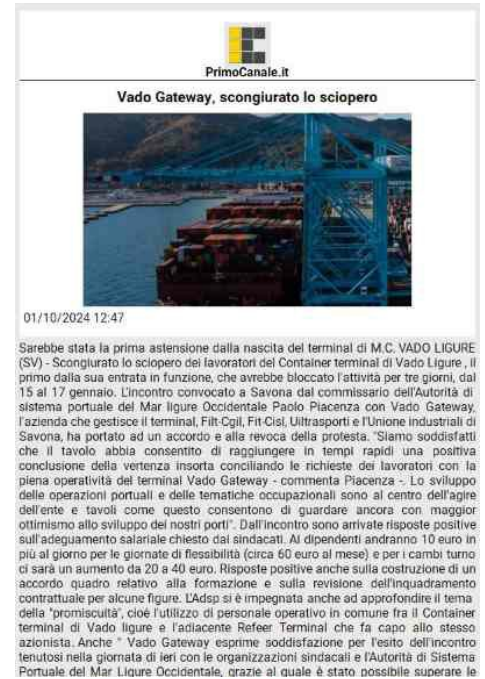 PrimoCanale.it
Vado Gateway, scongiurato lo sciopero
01/10/2024 12:47
Sarebbe stata la prima astensione dalla nascita del terminal di M.C. VADO LIGURE
(SV) - Scongiurato lo sciopero dei lavoratori del Container terminal di Vado Ligure , il
primo dalla sua entrata in funzione, che avrebbe bloccato l'attività per tre giorni, dal
15 al 17 gennaio. L'incontro convocato a Savona dal commissario dell'Autorità di
sistema portuale del Mar ligure Occidentale Paolo Piacenza con Vado Gateway,
l'azienda che gestisce il terminal, Filt-Cgil, Fit-Cisl, Uiltrasporti e l'Unione industriali di
Savona, ha portato ad un accordo e alla revoca della protesta. "Siamo soddisfatti
che il tavolo abbia consentito di raggiungere in tempi rapidi una positiva
conclusione della vertenza insorta conciliando le richieste dei lavoratori con la
piena operatività del terminal Vado Gateway - commenta Piacenza -. Lo sviluppo
delle operazioni portuali e delle tematiche occupazionali sono al centro dell'agire
dell'ente e tavoli come questo consentono di guardare ancora con maggior
ottimismo allo sviluppo dei nostri porti". Dall'incontro sono arrivate risposte positive
sull'adeguamento salariale chiesto dai sindacati. Ai dipendenti andranno 10 euro in
più al giorno per le giornate di flessibilità (circa 60 euro al mese) e per i cambi turno
ci sarà un aumento da 20 a 40 euro. Risposte positive anche sulla costruzione di un
accordo quadro relativo alla formazione e sulla revisione dell'inquadramento
contrattuale per alcune figure. L'Adsp si è impegnata anche ad approfondire il tema
della "promiscuità", cioè l'utilizzo di personale operativo in comune fra il Container
terminal di Vado ligure e l'adiacente Refeer Terminal che fa capo allo stesso
azionista. Anche " Vado Gateway esprime soddisfazione per l'esito dell'incontro
tenutosi nella giornata di ieri con le organizzazioni sindacali e l'Autorità di Sistema
Portuale del Mar Ligure Occidentale, grazie al quale è stato possibile superare le